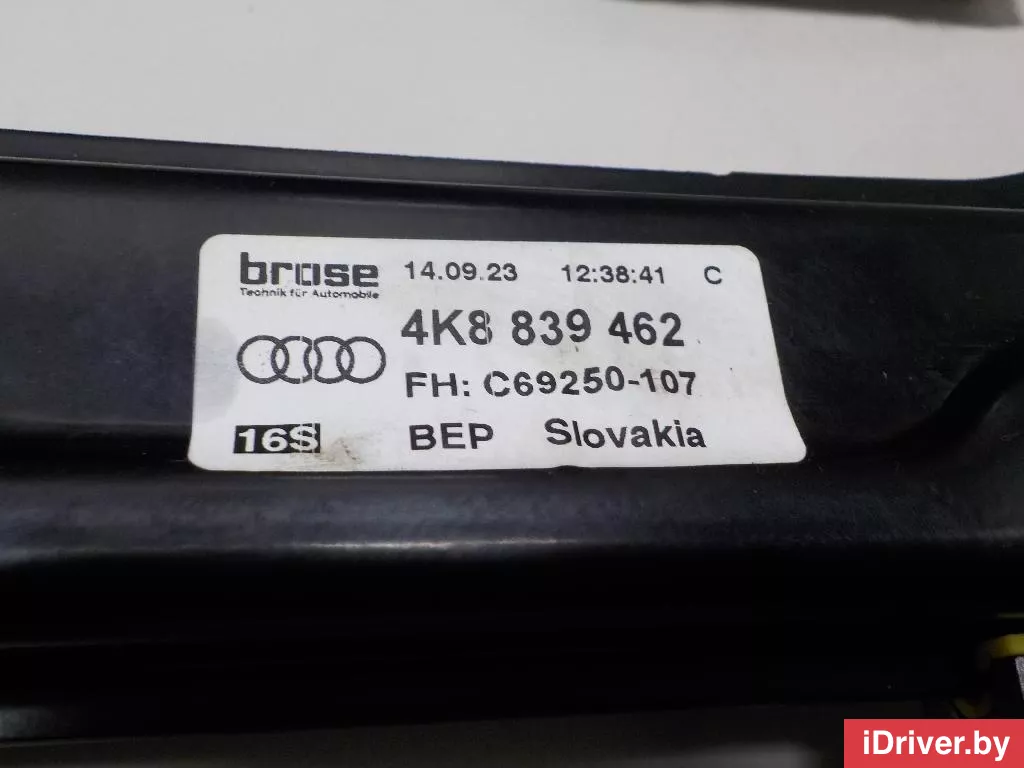 brose 14.09.23 12:38:41 C
Technik für Automobile
4K8 839 462
FH: C69250-107
16S BEP Slovakia
iDriver.by